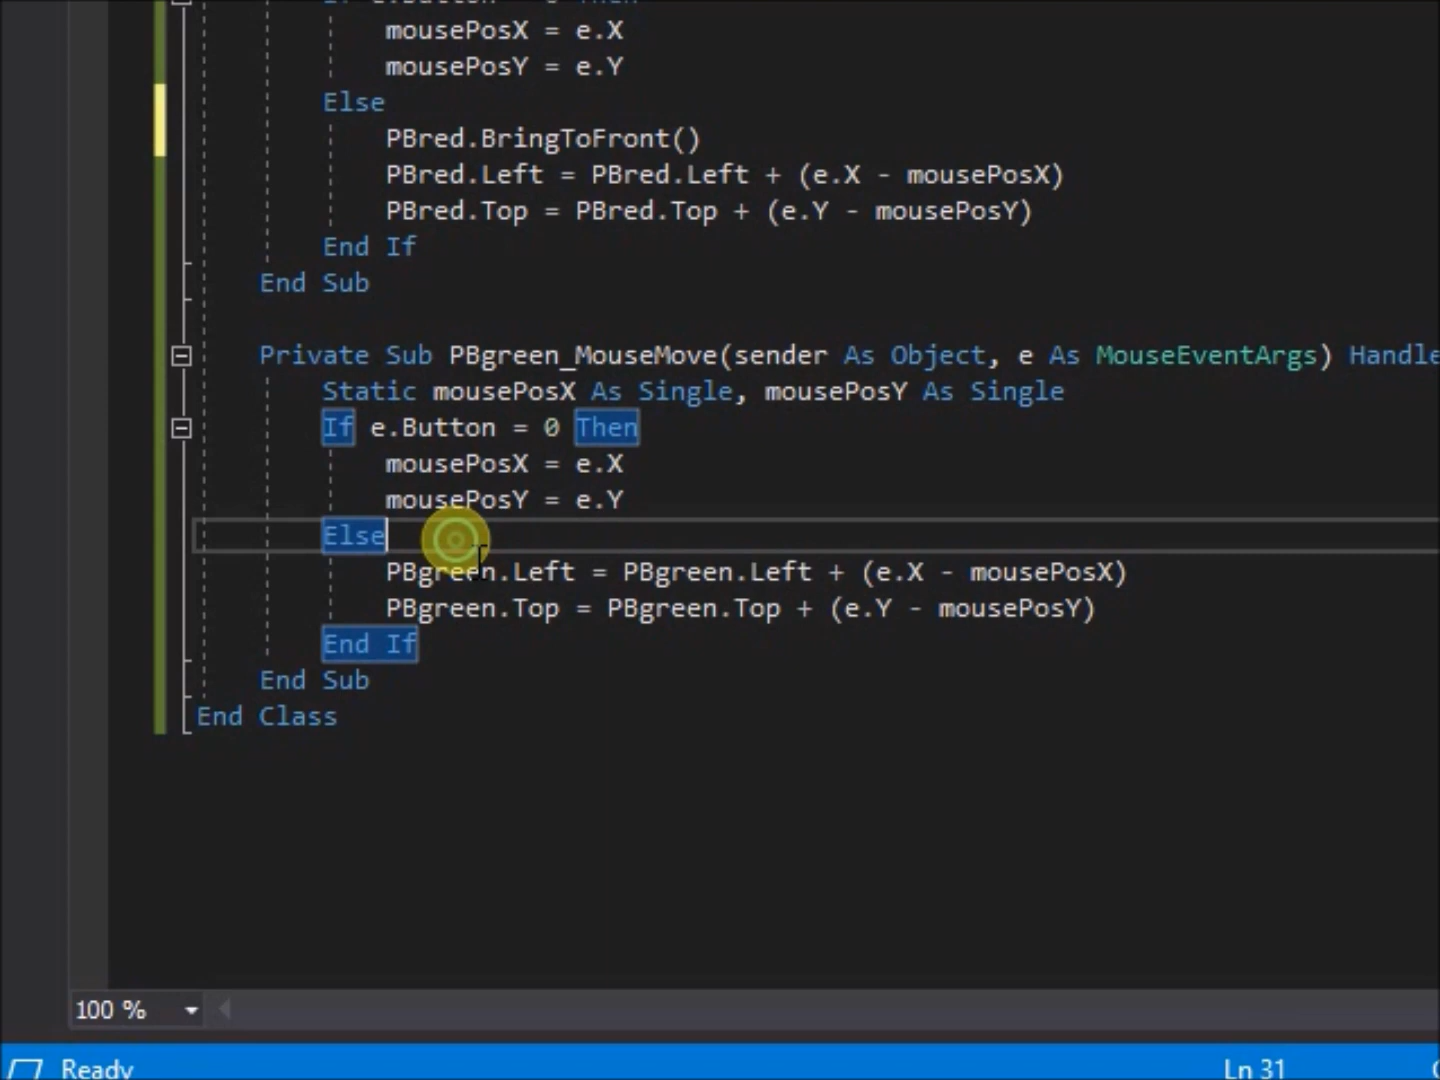 mousePosX = e.X
mousePosY = e.Y
Else
PBred.BringToFront()
PBred.Left = PBred.Left + (e.X - mousePosX)
PBred.Top = PBred.Top + (e.Y - mousePosY)
End If
End Sub
Private Sub PBgreen_MouseMove(sender As Object, e As MouseEventArgs) Handle
Static mousePosX As Single, mousePosY As Single
If e.Button = 0 Then
mousePosX = e.X
mousePosY = e.Y
Else
PBgreen.Left = PBgreen.Left + (e.X - mousePosX)
PBgreen.Top = PBgreen.Top + (e.Y - mousePosY)
End If
End Sub
End Class
100 %
Ready Ln 31